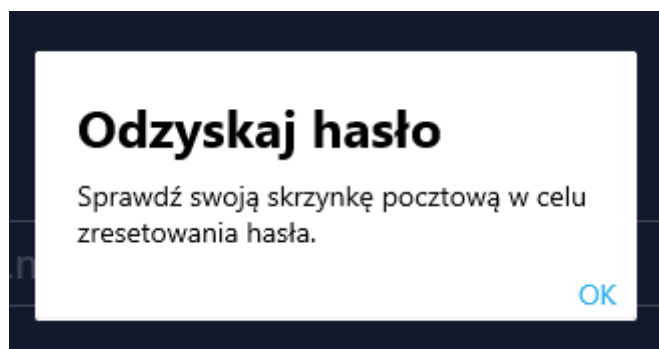 Odzyskaj hasło
Sprawdź swoją skrzynkę pocztową w celu
zresetowania hasła.
OK